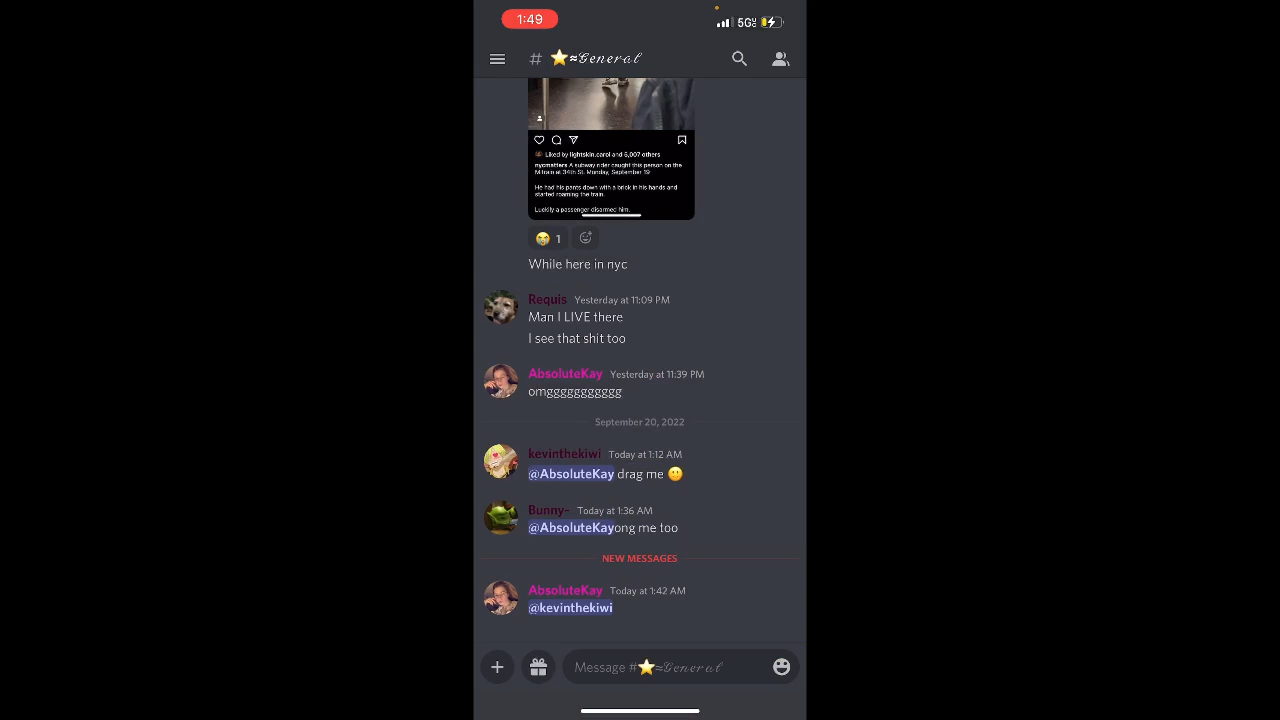 1:49
5G
# ⭐≈𝒢𝑒𝓃𝑒𝓇𝒶𝓁
Liked by lightskin.carol and 5,007 others
nycmatters A subway rider caught this person on the
M train at 34th St. Monday, September 19
He had his pants down with a brick in his hands and
started roaming the train.
Luckily a passenger disarmed him.
😭 1
While here in nyc
Requis Yesterday at 11:09 PM
Man I LIVE there
I see that shit too
AbsoluteKay Yesterday at 11:39 PM
omggggggggggg
September 20, 2022
kevinthekiwi Today at 1:12 AM
@AbsoluteKay drag me 🫢
Bunny- Today at 1:36 AM
@AbsoluteKayong me too
NEW MESSAGES
AbsoluteKay Today at 1:42 AM
@kevinthekiwi
Message #⭐≈𝒢𝑒𝓃𝑒𝓇𝒶𝓁